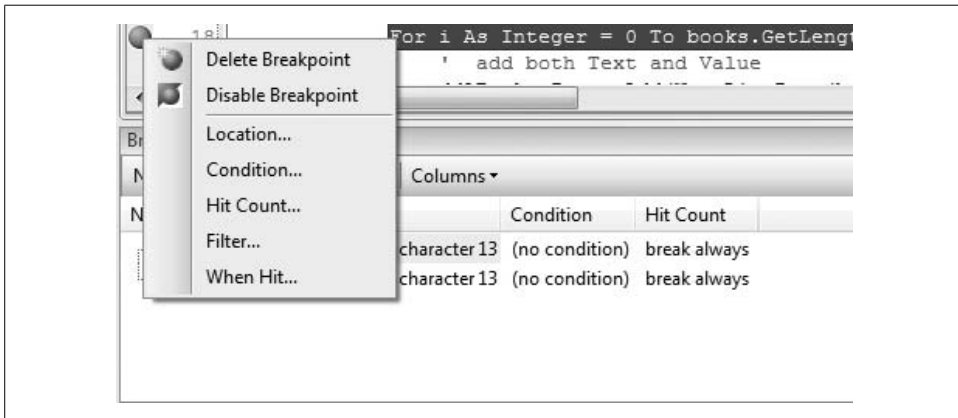 18
For i As Integer = 0 To books.GetLengt
' add both Text and Value
Delete Breakpoint
Disable Breakpoint
Location...
Condition...
Hit Count...
Filter...
When Hit...
Br
N
Columns
N
Condition
Hit Count
character 13 (no condition) break always
character 13 (no condition) break always